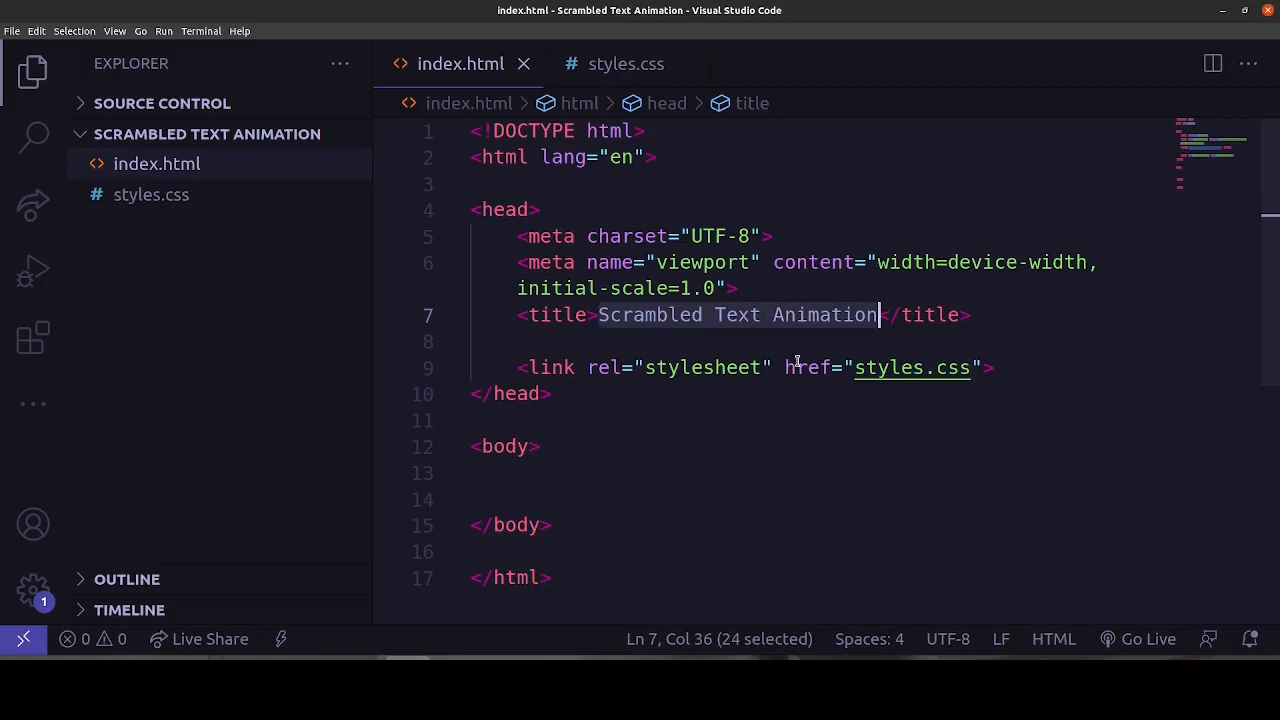 index.html - Scrambled Text Animation - Visual Studio Code
File Edit Selection View Go Run Terminal Help
EXPLORER
SOURCE CONTROL
SCRAMBLED TEXT ANIMATION
index.html
styles.css
OUTLINE
TIMELINE
1
index.html styles.css
index.html > html > head > title
1 <!DOCTYPE html>
2 <html lang="en">
3
4 <head>
5 <meta charset="UTF-8">
6 <meta name="viewport" content="width=device-width,
initial-scale=1.0">
7 <title>Scrambled Text Animation</title>
8
9 <link rel="stylesheet" href="styles.css">
10 </head>
11
12 <body>
13
14
15 </body>
16
17 </html>
0 0 Live Share Ln 7, Col 36 (24 selected) Spaces: 4 UTF-8 LF HTML Go Live